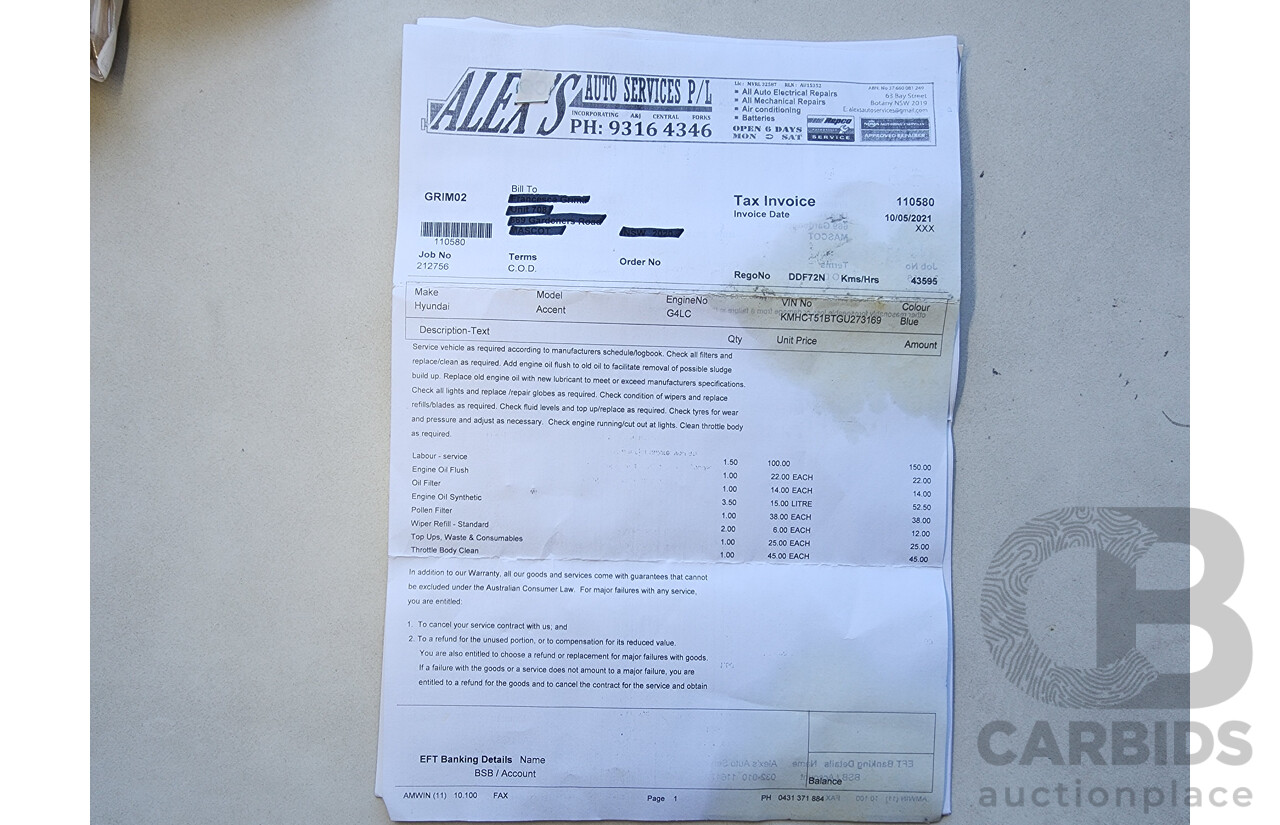 ALEX'S AUTO SERVICES P/L
INCORPORATING A&J CENTRAL FORKS
PH: 9316 4346
Lic: MVRL 32507 RLN: AU15352
All Auto Electrical Repairs
All Mechanical Repairs
Air conditioning
Batteries
OPEN 6 DAYS
MON SAT
63 Bay Street
Botany NSW 2019
Repco
SERVICE
APPROVED REPAIRER
GRIM02
Bill To
Tax Invoice 110580
Invoice Date 10/05/2021
XXX
110580
Job No Terms Order No
212756 C.O.D.
RegoNo DDF72N Kms/Hrs 43595
Make Model EngineNo VIN No Colour
Hyundai Accent G4LC KMHCT51BTGU273169 Blue
Description-Text Qty Unit Price Amount
Service vehicle as required according to manufacturers schedule/logbook. Check all filters and
replace/clean as required. Add engine oil flush to old oil to facilitate removal of possible sludge
build up. Replace old engine oil with new lubricant to meet or exceed manufacturers specifications.
Check all lights and replace /repair globes as required. Check condition of wipers and replace
refills/blades as required. Check fluid levels and top up/replace as required. Check tyres for wear
and pressure and adjust as necessary. Check engine running/cut out at lights. Clean throttle body
as required.
Labour - service 1.50 100.00 150.00
Engine Oil Flush 1.00 22.00 EACH 22.00
Oil Filter 1.00 14.00 EACH 14.00
Engine Oil Synthetic 3.50 15.00 LITRE 52.50
Pollen Filter 1.00 38.00 EACH 38.00
Wiper Refill - Standard 2.00 6.00 EACH 12.00
Top Ups, Waste & Consumables 1.00 25.00 EACH 25.00
Throttle Body Clean 1.00 45.00 EACH 45.00
In addition to our Warranty, all our goods and services come with guarantees that cannot
be excluded under the Australian Consumer Law. For major failures with any service,
you are entitled:
1. To cancel your service contract with us; and
2. To a refund for the unused portion, or to compensation for its reduced value.
You are also entitled to choose a refund or replacement for major failures with goods.
If a failure with the goods or a service does not amount to a major failure, you are
entitled to a refund for the goods and to cancel the contract for the service and obtain
EFT Banking Details Name
BSB / Account
Balance
AMWIN (11) 10.100 FAX Page 1 PH 0431 371 884
CB
CARBIDS
auctionplace